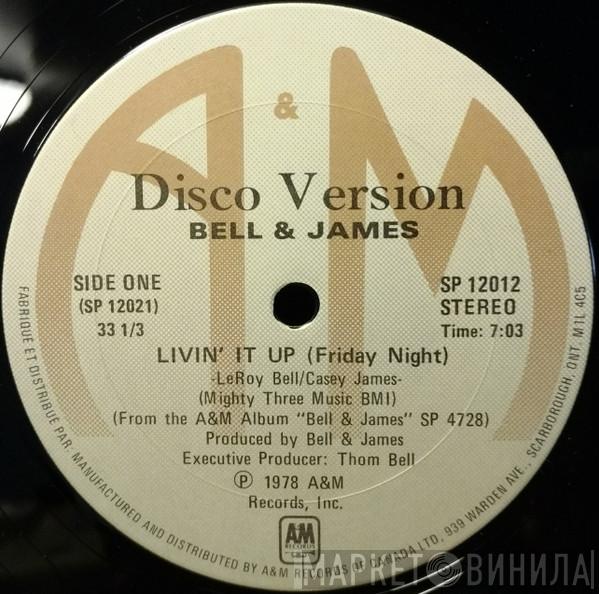 A & M
Disco Version
BELL & JAMES
SIDE ONE
(SP 12021)
33 1/3
SP 12012
STEREO
Time: 7:03
LIVIN' IT UP (Friday Night)
-LeRoy Bell/Casey James-
(Mighty Three Music BMI)
(From the A&M Album "Bell & James" SP 4728)
Produced by Bell & James
Executive Producer: Thom Bell
Ⓟ 1978 A&M
Records, Inc.
A&M
RECORDS
FABRIQUE ET DISTRIBUÉ PAR. MANUFACTURED AND DISTRIBUTED BY A&M RECORDS OF CANADA LTD, 939 WARDEN AVE., SCARBOROUGH, ONT. M1L 4C5
МАРКЕТ ВИНИЛА